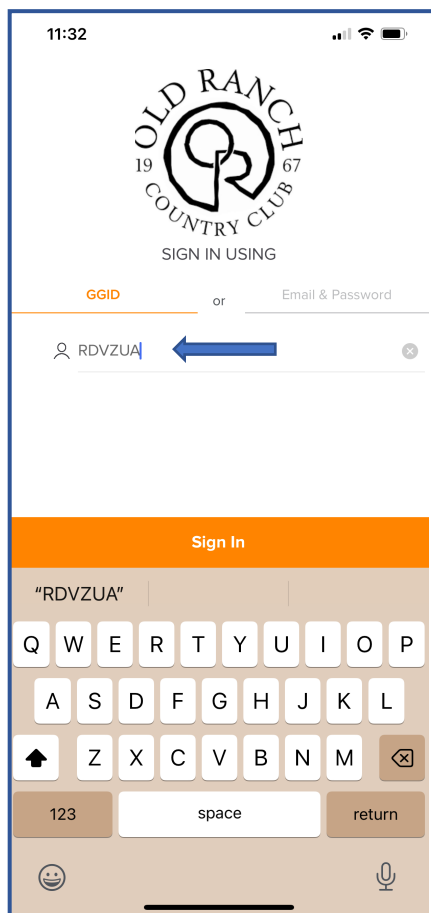 11:32
OLD RANCH
19 67
COUNTRY CLUB
SIGN IN USING
GGID or Email & Password
RDVZUA
Sign In
“RDVZUA”
Q W E R T Y U I O P
A S D F G H J K L
Z X C V B N M
123 space return